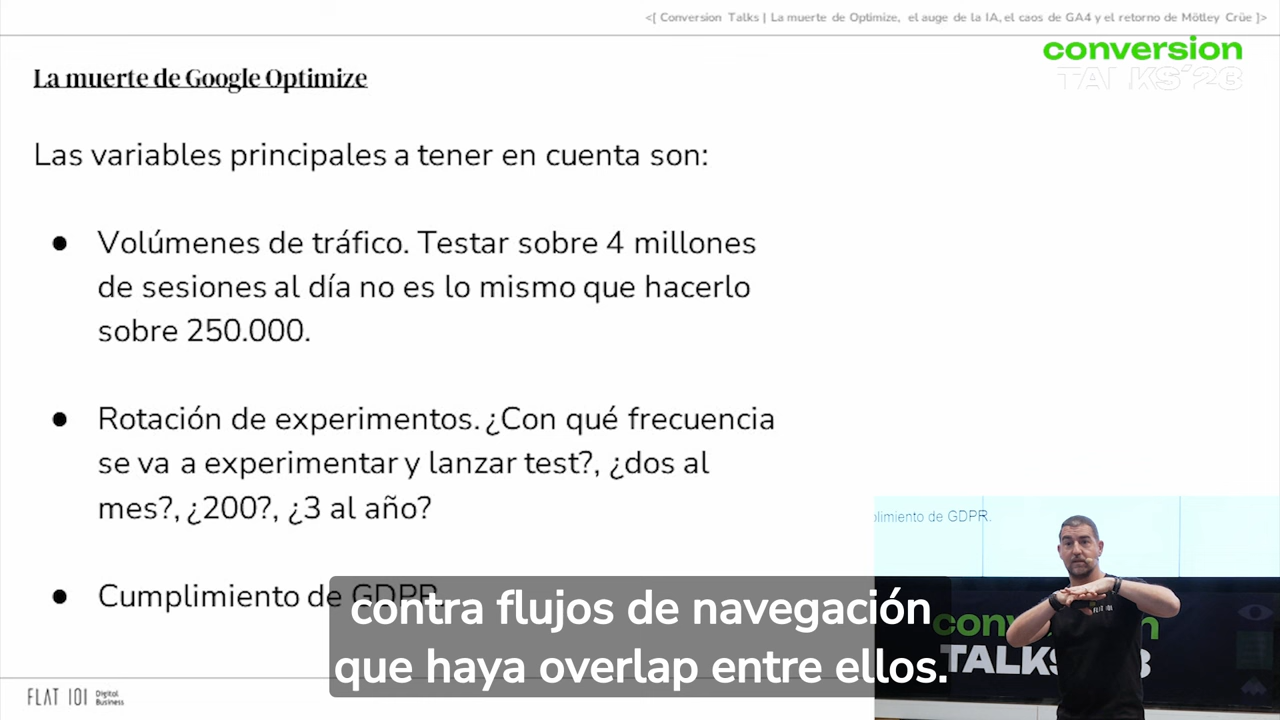 <[ Conversion Talks | La muerte de Optimize, el auge de la IA, el caos de GA4 y el retorno de Mötley Crüe ]>
conversion
TALKS'23
La muerte de Google Optimize
Las variables principales a tener en cuenta son:
● Volúmenes de tráfico. Testar sobre 4 millones
de sesiones al día no es lo mismo que hacerlo
sobre 250.000.
● Rotación de experimentos. ¿Con qué frecuencia
se va a experimentar y lanzar test?, ¿dos al
mes?, ¿200?, ¿3 al año?
● Cumplimiento de GDPR.
contra flujos de navegación
que haya overlap entre ellos.
plimiento de GDPR.
FLAT 101
TALKS
FLAT 101 Digital
Business